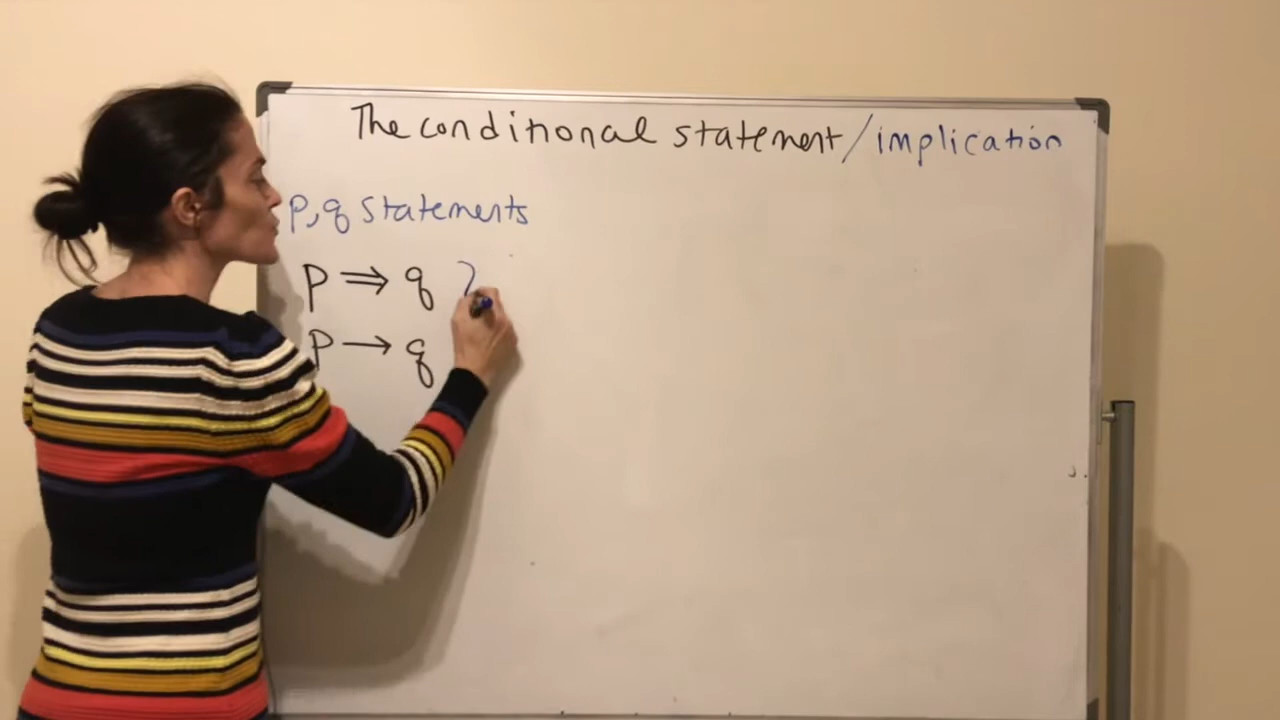 The conditional statement/implication
p,q statements
p ⇒ q
p → q